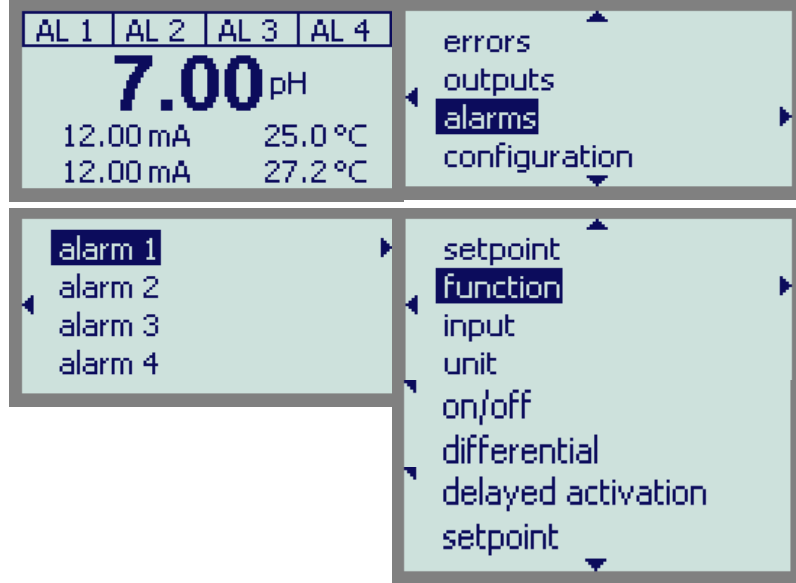 AL 1 AL 2 AL 3 AL 4
7.00 pH
12.00 mA 25.0 °C
12.00 mA 27.2 °C
errors
outputs
alarms
configuration
alarm 1
alarm 2
alarm 3
alarm 4
setpoint
function
input
unit
on/off
differential
delayed activation
setpoint